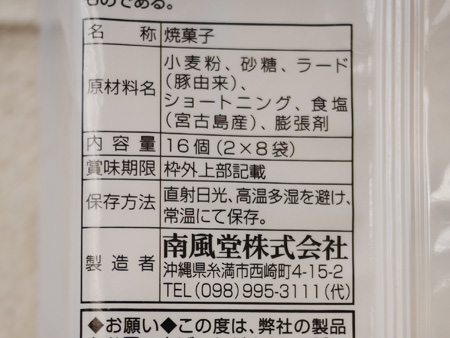 ものである。
名称 焼菓子
原材料名 小麦粉、砂糖、ラード
(豚由来)、
ショートニング、食塩
(宮古島産)、膨張剤
内容量 16個(2×8袋)
賞味期限 枠外上部記載
保存方法 直射日光、高温多湿を避け、
常温にて保存。
製造者 南風堂株式会社
沖縄県糸満市西崎町4-15-2
TEL(098)995-3111(代)
◆お願い◆この度は、弊社の製品